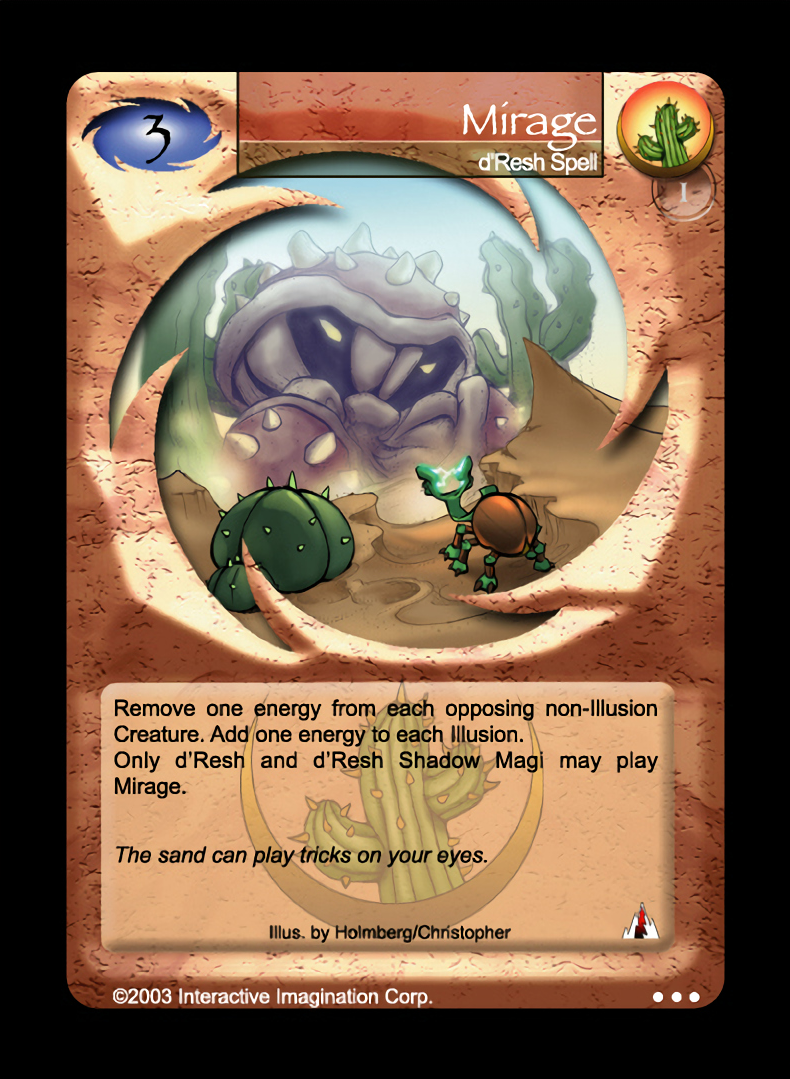 3
Mirage
d'Resh Spell
I
Remove one energy from each opposing non-Illusion
Creature. Add one energy to each Illusion.
Only d'Resh and d'Resh Shadow Magi may play
Mirage.
The sand can play tricks on your eyes.
Illus. by Holmberg/Christopher
©2003 Interactive Imagination Corp.